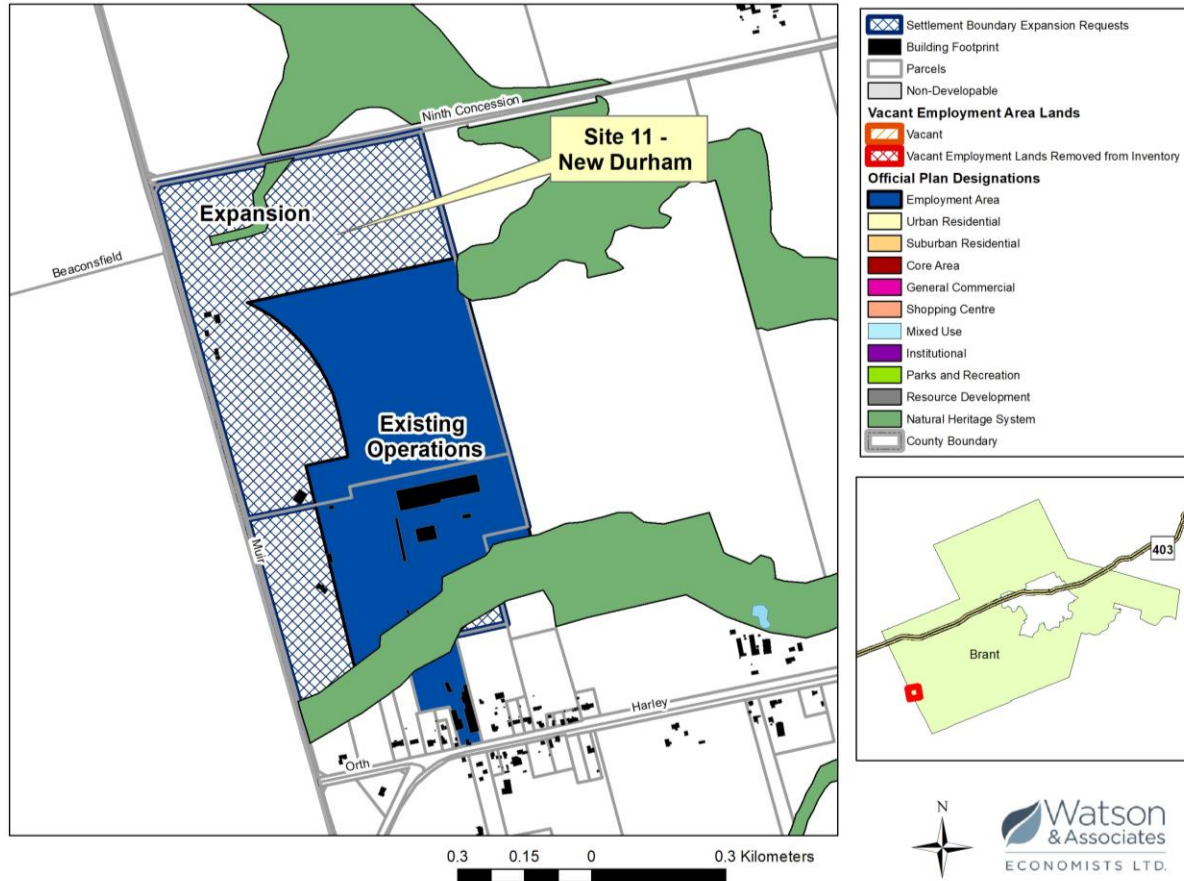 Ninth Concession
Site 11 -
New Durham
Expansion
Beaconsfield
Existing
Operations
Muir
Harley
Orth
0.3 0.15 0 0.3 Kilometers
Settlement Boundary Expansion Requests
Building Footprint
Parcels
Non-Developable
Vacant Employment Area Lands
Vacant
Vacant Employment Lands Removed from Inventory
Official Plan Designations
Employment Area
Urban Residential
Suburban Residential
Core Area
General Commercial
Shopping Centre
Mixed Use
Institutional
Parks and Recreation
Resource Development
Natural Heritage System
County Boundary
403
Brant
N
Watson
& Associates
ECONOMISTS LTD.